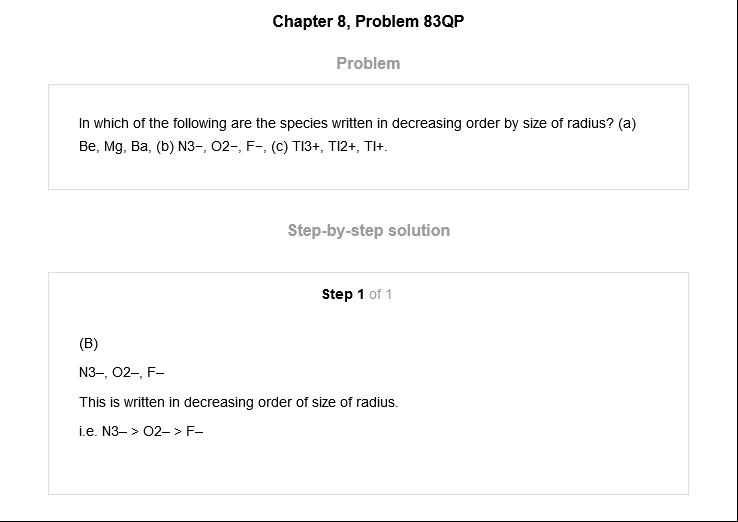 Chapter 8, Problem 83QP
Problem
In which of the following are the species written in decreasing order by size of radius? (a)
Be, Mg, Ba, (b) N3−, O2−, F−, (c) Tl3+, Tl2+, Tl+.
Step-by-step solution
Step 1 of 1
(B)
N3–, O2–, F–
This is written in decreasing order of size of radius.
i.e. N3– > O2– > F–